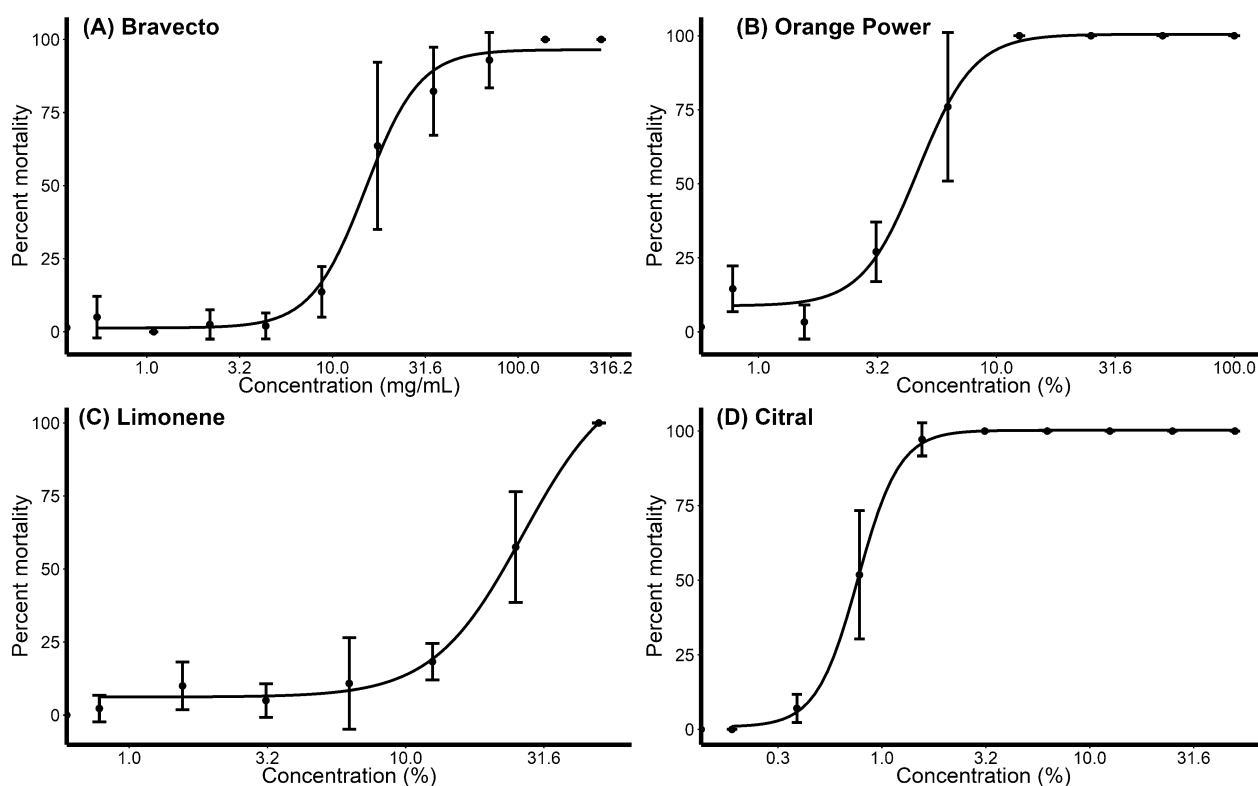 (A) Bravecto
Percent mortality
100
75
50
25
0
1.0 3.2 10.0 31.6 100.0 316.2
Concentration (mg/mL)
(B) Orange Power
Percent mortality
100
75
50
25
0
1.0 3.2 10.0 31.6 100.0
Concentration (%)
(C) Limonene
Percent mortality
100
75
50
25
0
1.0 3.2 10.0 31.6
Concentration (%)
(D) Citral
Percent mortality
100
75
50
25
0
0.3 1.0 3.2 10.0 31.6
Concentration (%)